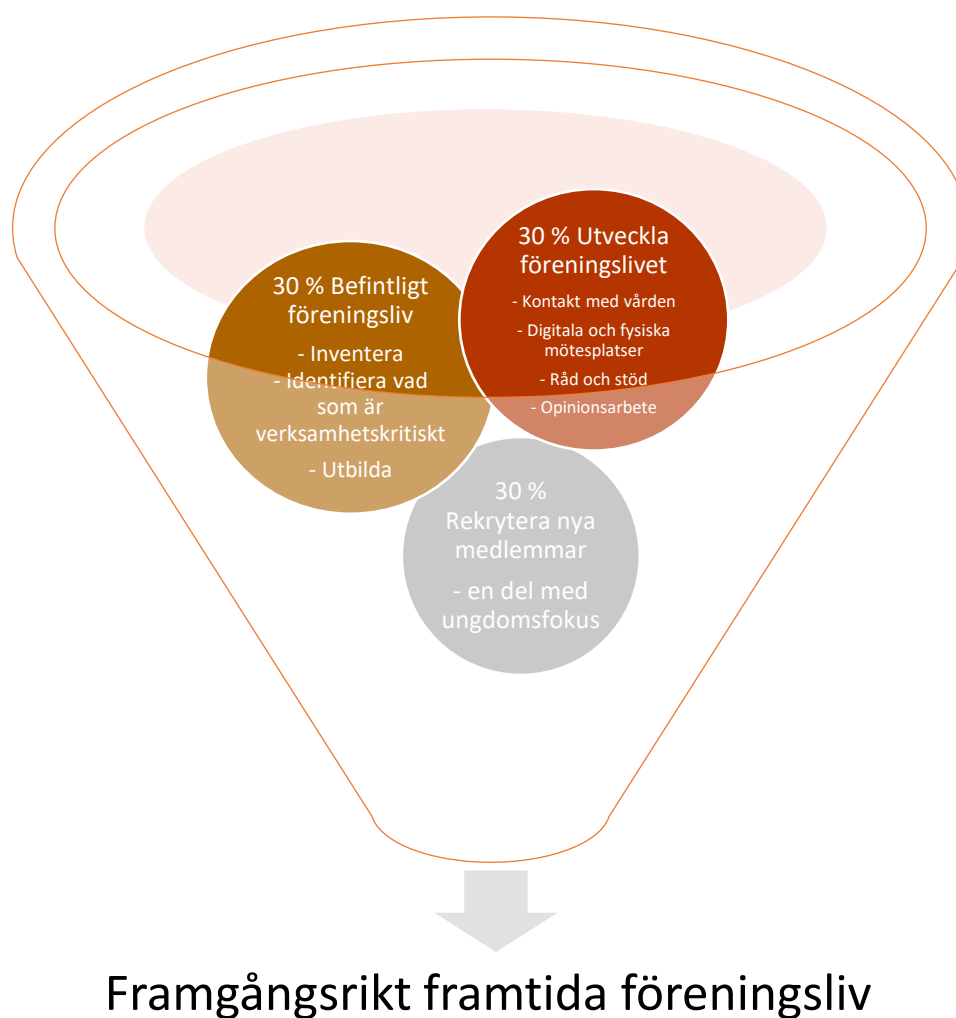 30 % Befintligt
föreningsliv
- Inventera
- Identifiera vad
som är
verksamhetskritiskt
- Utbilda
30 % Utveckla
föreningslivet
- Kontakt med vården
- Digitala och fysiska
mötesplatser
- Råd och stöd
- Opinionsarbete
30 %
Rekrytera nya
medlemmar
- en del med
ungdomsfokus
Framgångsrikt framtida föreningsliv